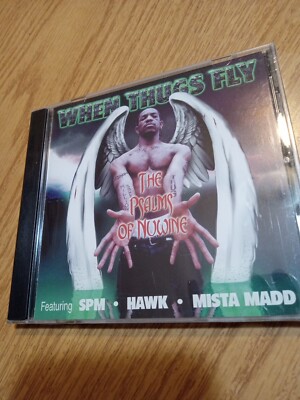 WHEN THUGS FLY
THE
PSALMS
OF NUWINE
Featuring SPM • HAWK • MISTA MADD